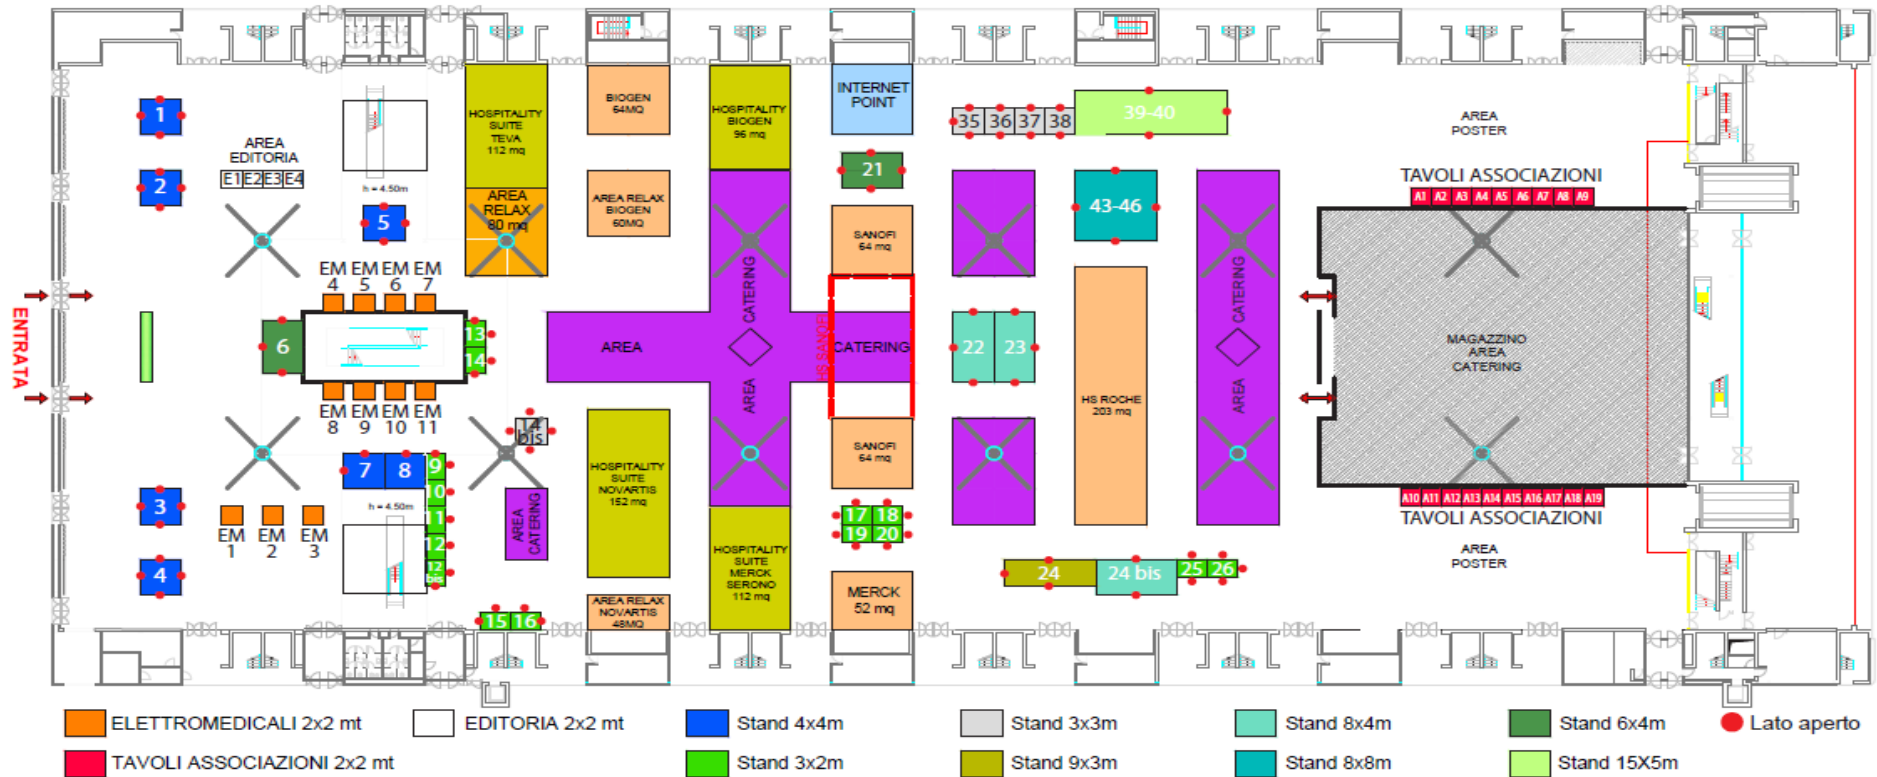 ENTRATA
1
2
3
4
AREA
EDITORIA
E1 E2 E3 E4
h = 4.50m
5
EM
4
EM
5
EM
6
EM
7
6
13
14
EM
8
EM
9
EM
10
EM
11
14
bis
7
8
9
10
11
12
12
bis
h = 4.50m
EM
1
EM
2
EM
3
15
16
HOSPITALITY
SUITE
TEVA
112 mq
AREA
RELAX
80 mq
AREA
CATERING
BIOGEN
64MQ
AREA RELAX
BIOGEN
60MQ
AREA
HOSPITALITY
SUITE
NOVARTIS
152 mq
AREA RELAX
NOVARTIS
48MQ
HOSPITALITY
BIOGEN
96 mq
CATERING
AREA
HOSPITALITY
SUITE
MERCK
SERONO
112 mq
INTERNET
POINT
21
SANOFI
64 mq
HS SANOFI
CATERING
SANOFI
64 mq
17 18
19 20
MERCK
52 mq
35 36 37 38
39-40
43-46
22
23
HS ROCHE
203 mq
24
24 bis
25
26
CATERING
AREA
AREA
POSTER
TAVOLI ASSOCIAZIONI
A1 A2 A3 A4 A5 A6 A7 A8 A9
MAGAZZINO
AREA
CATERING
A10 A11 A12 A13 A14 A15 A16 A17 A18 A19
TAVOLI ASSOCIAZIONI
AREA
POSTER
ELETTROMEDICALI 2x2 mt
EDITORIA 2x2 mt
Stand 4x4m
Stand 3x3m
Stand 8x4m
Stand 6x4m
Lato aperto
TAVOLI ASSOCIAZIONI 2x2 mt
Stand 3x2m
Stand 9x3m
Stand 8x8m
Stand 15X5m